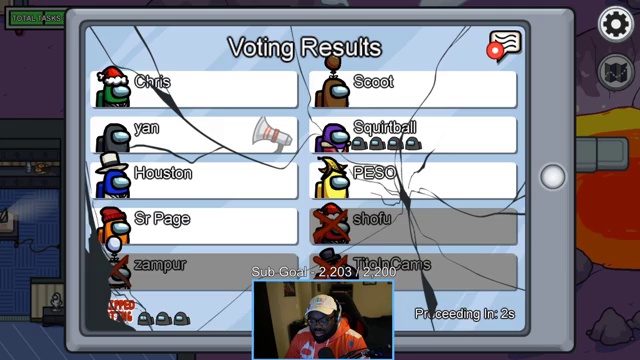 TOTAL TASKS
Voting Results
Chris
Scoot
yan
Squirtball
Houston
PESO
Sr Page
shofu
zampur
TitoInCams
Sub-Goal - 2,203 / 2,200
Proceeding In: 2s